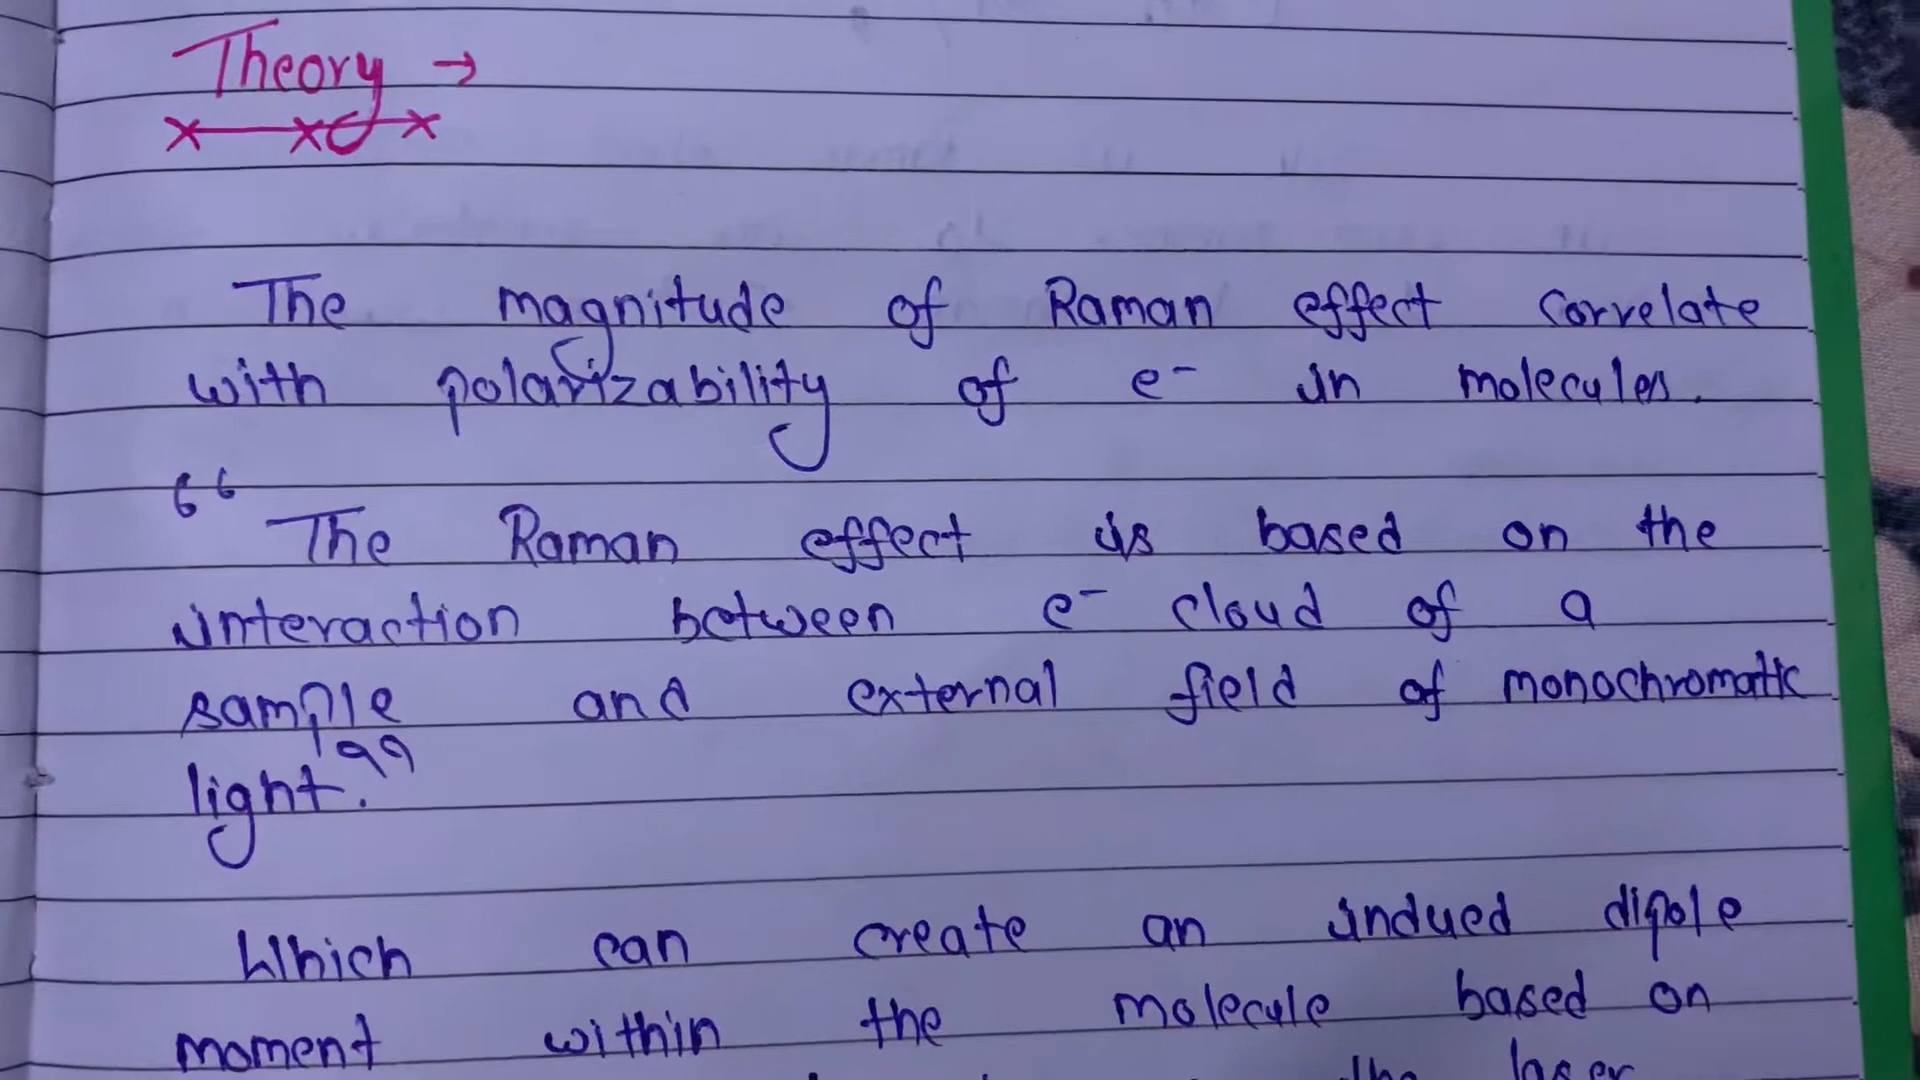 Theory →
The magnitude of Raman effect correlate
with polarizability of e⁻ in molecules.
“ The Raman effect is based on the
interaction between e⁻ cloud of a
sample and external field of monochromatic
light.”
Which can create an indued dipole
moment within the molecule based on
the laser